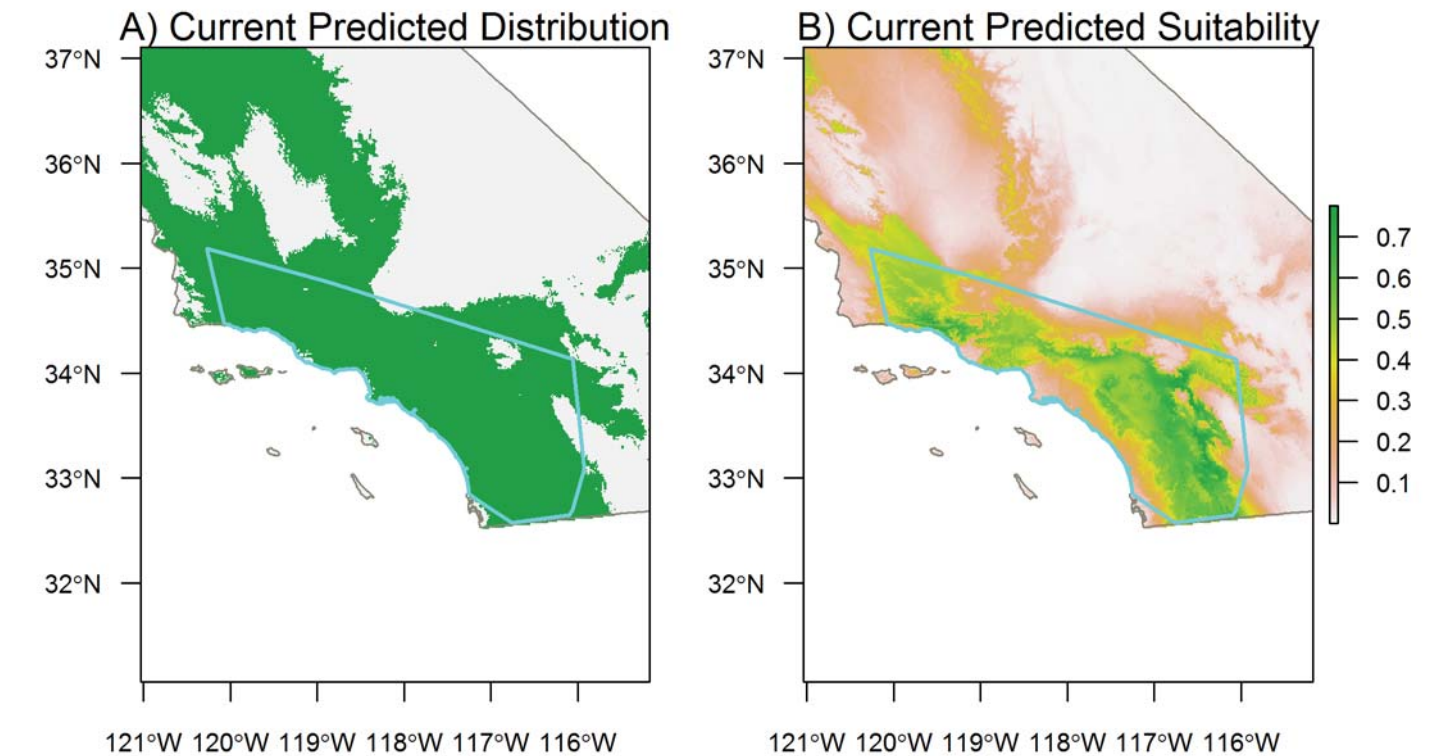 A) Current Predicted Distribution
B) Current Predicted Suitability
37°N
36°N
35°N
34°N
33°N
32°N
121°W 120°W 119°W 118°W 117°W 116°W
37°N
36°N
35°N
34°N
33°N
32°N
121°W 120°W 119°W 118°W 117°W 116°W
0.7
0.6
0.5
0.4
0.3
0.2
0.1